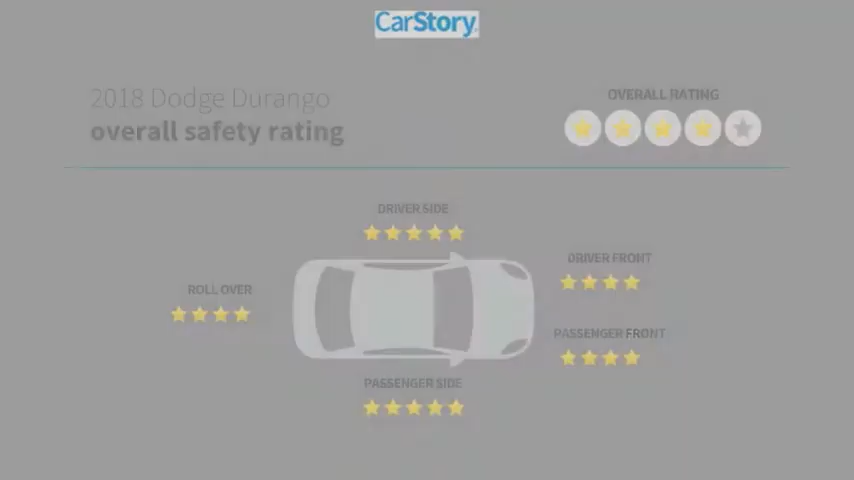 CarStory
2018 Dodge Durango
overall safety rating
OVERALL RATING
DRIVER SIDE
DRIVER FRONT
ROLL OVER
PASSENGER FRONT
PASSENGER SIDE